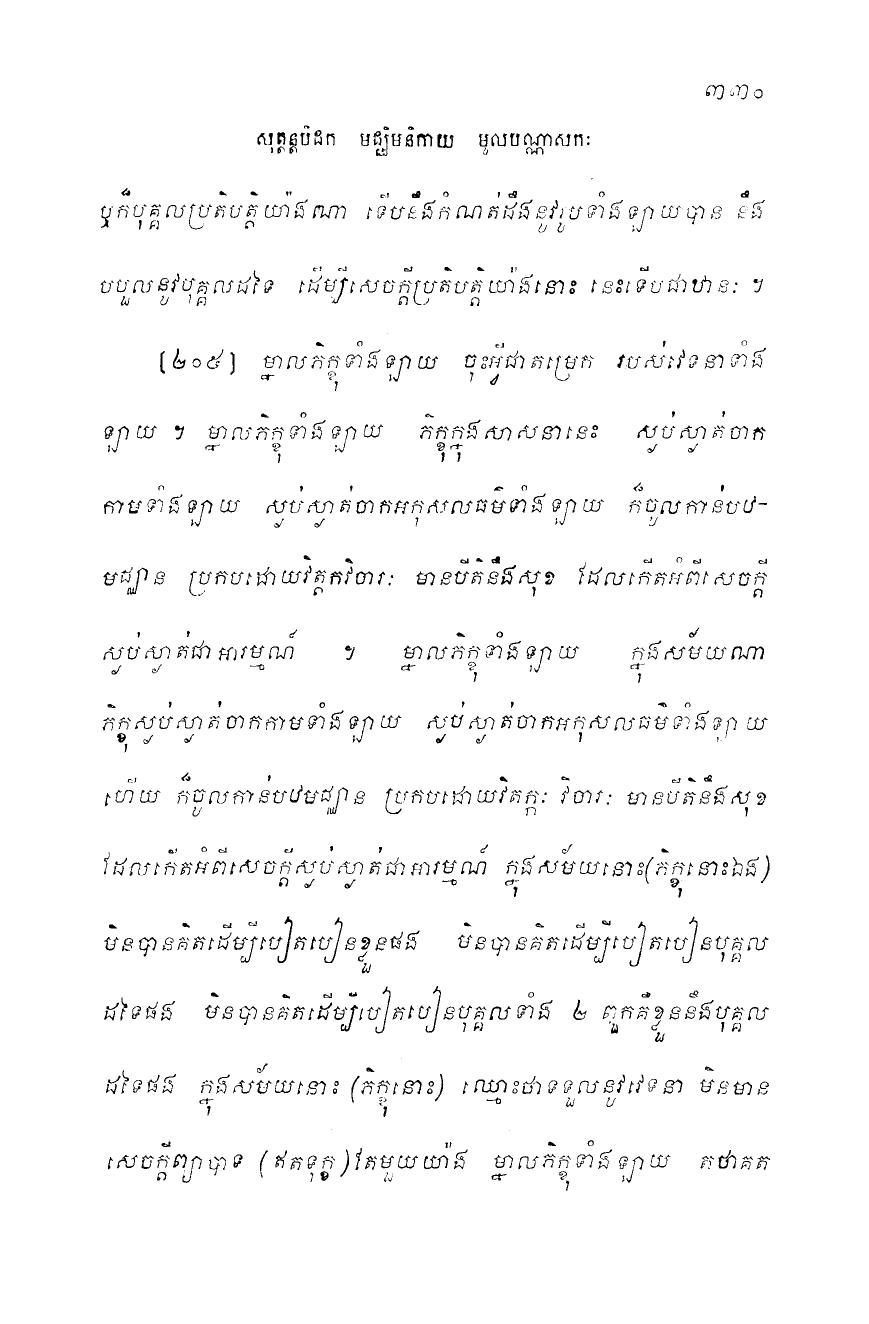 ៣៣០
សុត្តន្តបិដក មជ្ឈិមនិកាយ មូលបណ្ណាសកៈ
ឬក៏បុគ្គលប្រតិបត្តិយ៉ាងណា ទើបនឹងកំណត់ដឹងនូវរូបទាំងឡាយបាន នឹង
បបួលនូវបុគ្គលដទៃ ដើម្បីសេចក្តីប្រតិបត្តិយ៉ាងនោះ នេះទើបជាឋានៈ ។
[២០៤] ម្នាលភិក្ខុទាំងឡាយ ចុះអ្វីជាតម្រេក របស់វេទនាទាំង
ឡាយ ។ ម្នាលភិក្ខុទាំងឡាយ ភិក្ខុក្នុងសាសនានេះ ស្ងប់ស្ងាត់ចាក
កាមទាំងឡាយ ស្ងប់ស្ងាត់ចាកអកុសលធម៌ទាំងឡាយ ក៏ចូលកាន់បឋ-
មជ្ឈាន ប្រកបដោយវិត្តកវិចារៈ មានបីតិនឹងសុខ ដែលកើតអំពីសេចក្តី
ស្ងប់ស្ងាត់ជាអារម្មណ៍ ។ ម្នាលភិក្ខុទាំងឡាយ ក្នុងសម័យណា
ភិក្ខុស្ងប់ស្ងាត់ចាកកាមទាំងឡាយ ស្ងប់ស្ងាត់ចាកអកុសលធម៌ទាំងឡាយ
ហើយ ក៏ចូលកាន់បឋមជ្ឈាន ប្រកបដោយវិតក្កៈ វិចារៈ មានបីតិនឹងសុខ
ដែលកើតអំពីសេចក្តីស្ងប់ស្ងាត់ជាអារម្មណ៍ ក្នុងសម័យនោះ(ភិក្ខុនោះឯង)
មិនបានគិតដើម្បីបៀតបៀនខ្លួនផង មិនបានគិតដើម្បីបៀតបៀនបុគ្គល
ដទៃផង មិនបានគិតដើម្បីបៀតបៀនបុគ្គលទាំង ២ ពួកគឺខ្លួននឹងបុគ្គល
ដទៃផង ក្នុងសម័យនោះ (ភិក្ខុនោះ) ឈ្មោះថាទទួលនូវវេទនា មិនមាន
សេចក្តីព្យាបាទ (ឥតទុក្ខ)តែមួយយ៉ាង ម្នាលភិក្ខុទាំងឡាយ តថាគត